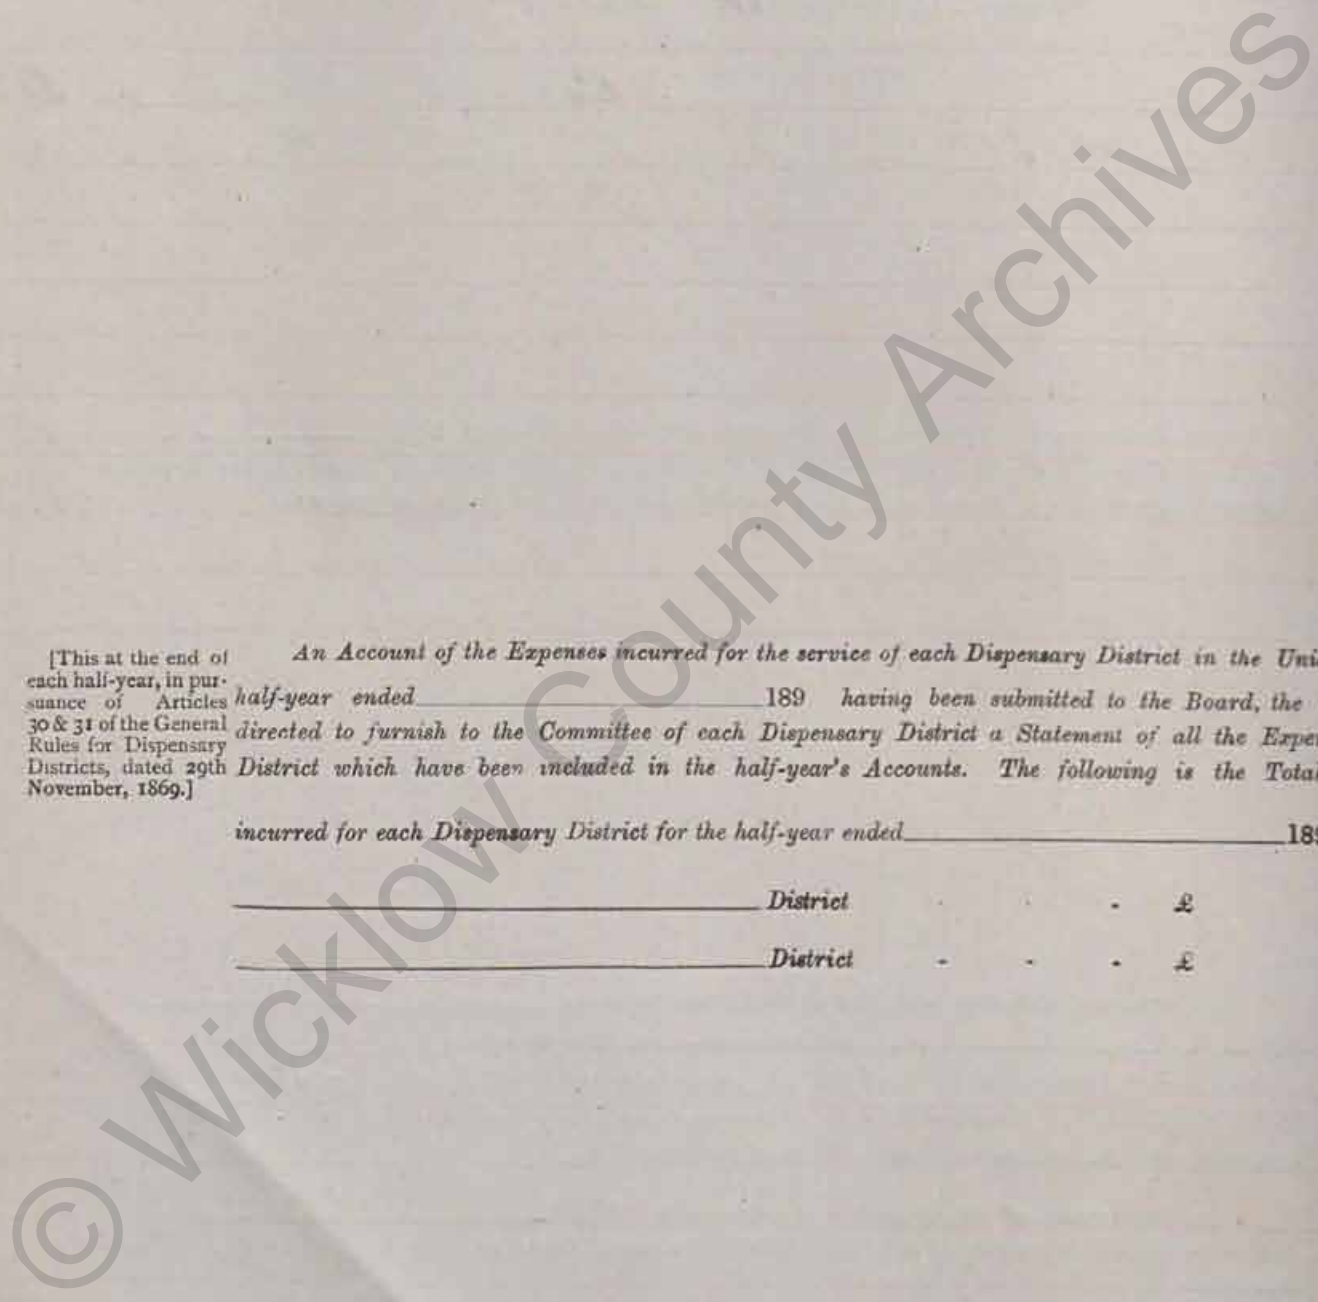 [This at the end of
each half-year, in pur-
suance of Articles
30 & 31 of the General
Rules for Dispensary
Districts, dated 29th
November, 1869.]
An Account of the Expenses incurred for the service of each Dispensary District in the Uni
half-year ended 189 having been submitted to the Board, the
directed to furnish to the Committee of each Dispensary District a Statement of all the Expe
District which have been included in the half-year's Accounts. The following is the Total
incurred for each Dispensary District for the half-year ended 189
District - - - £
District - - - £
© Wicklow County Archives